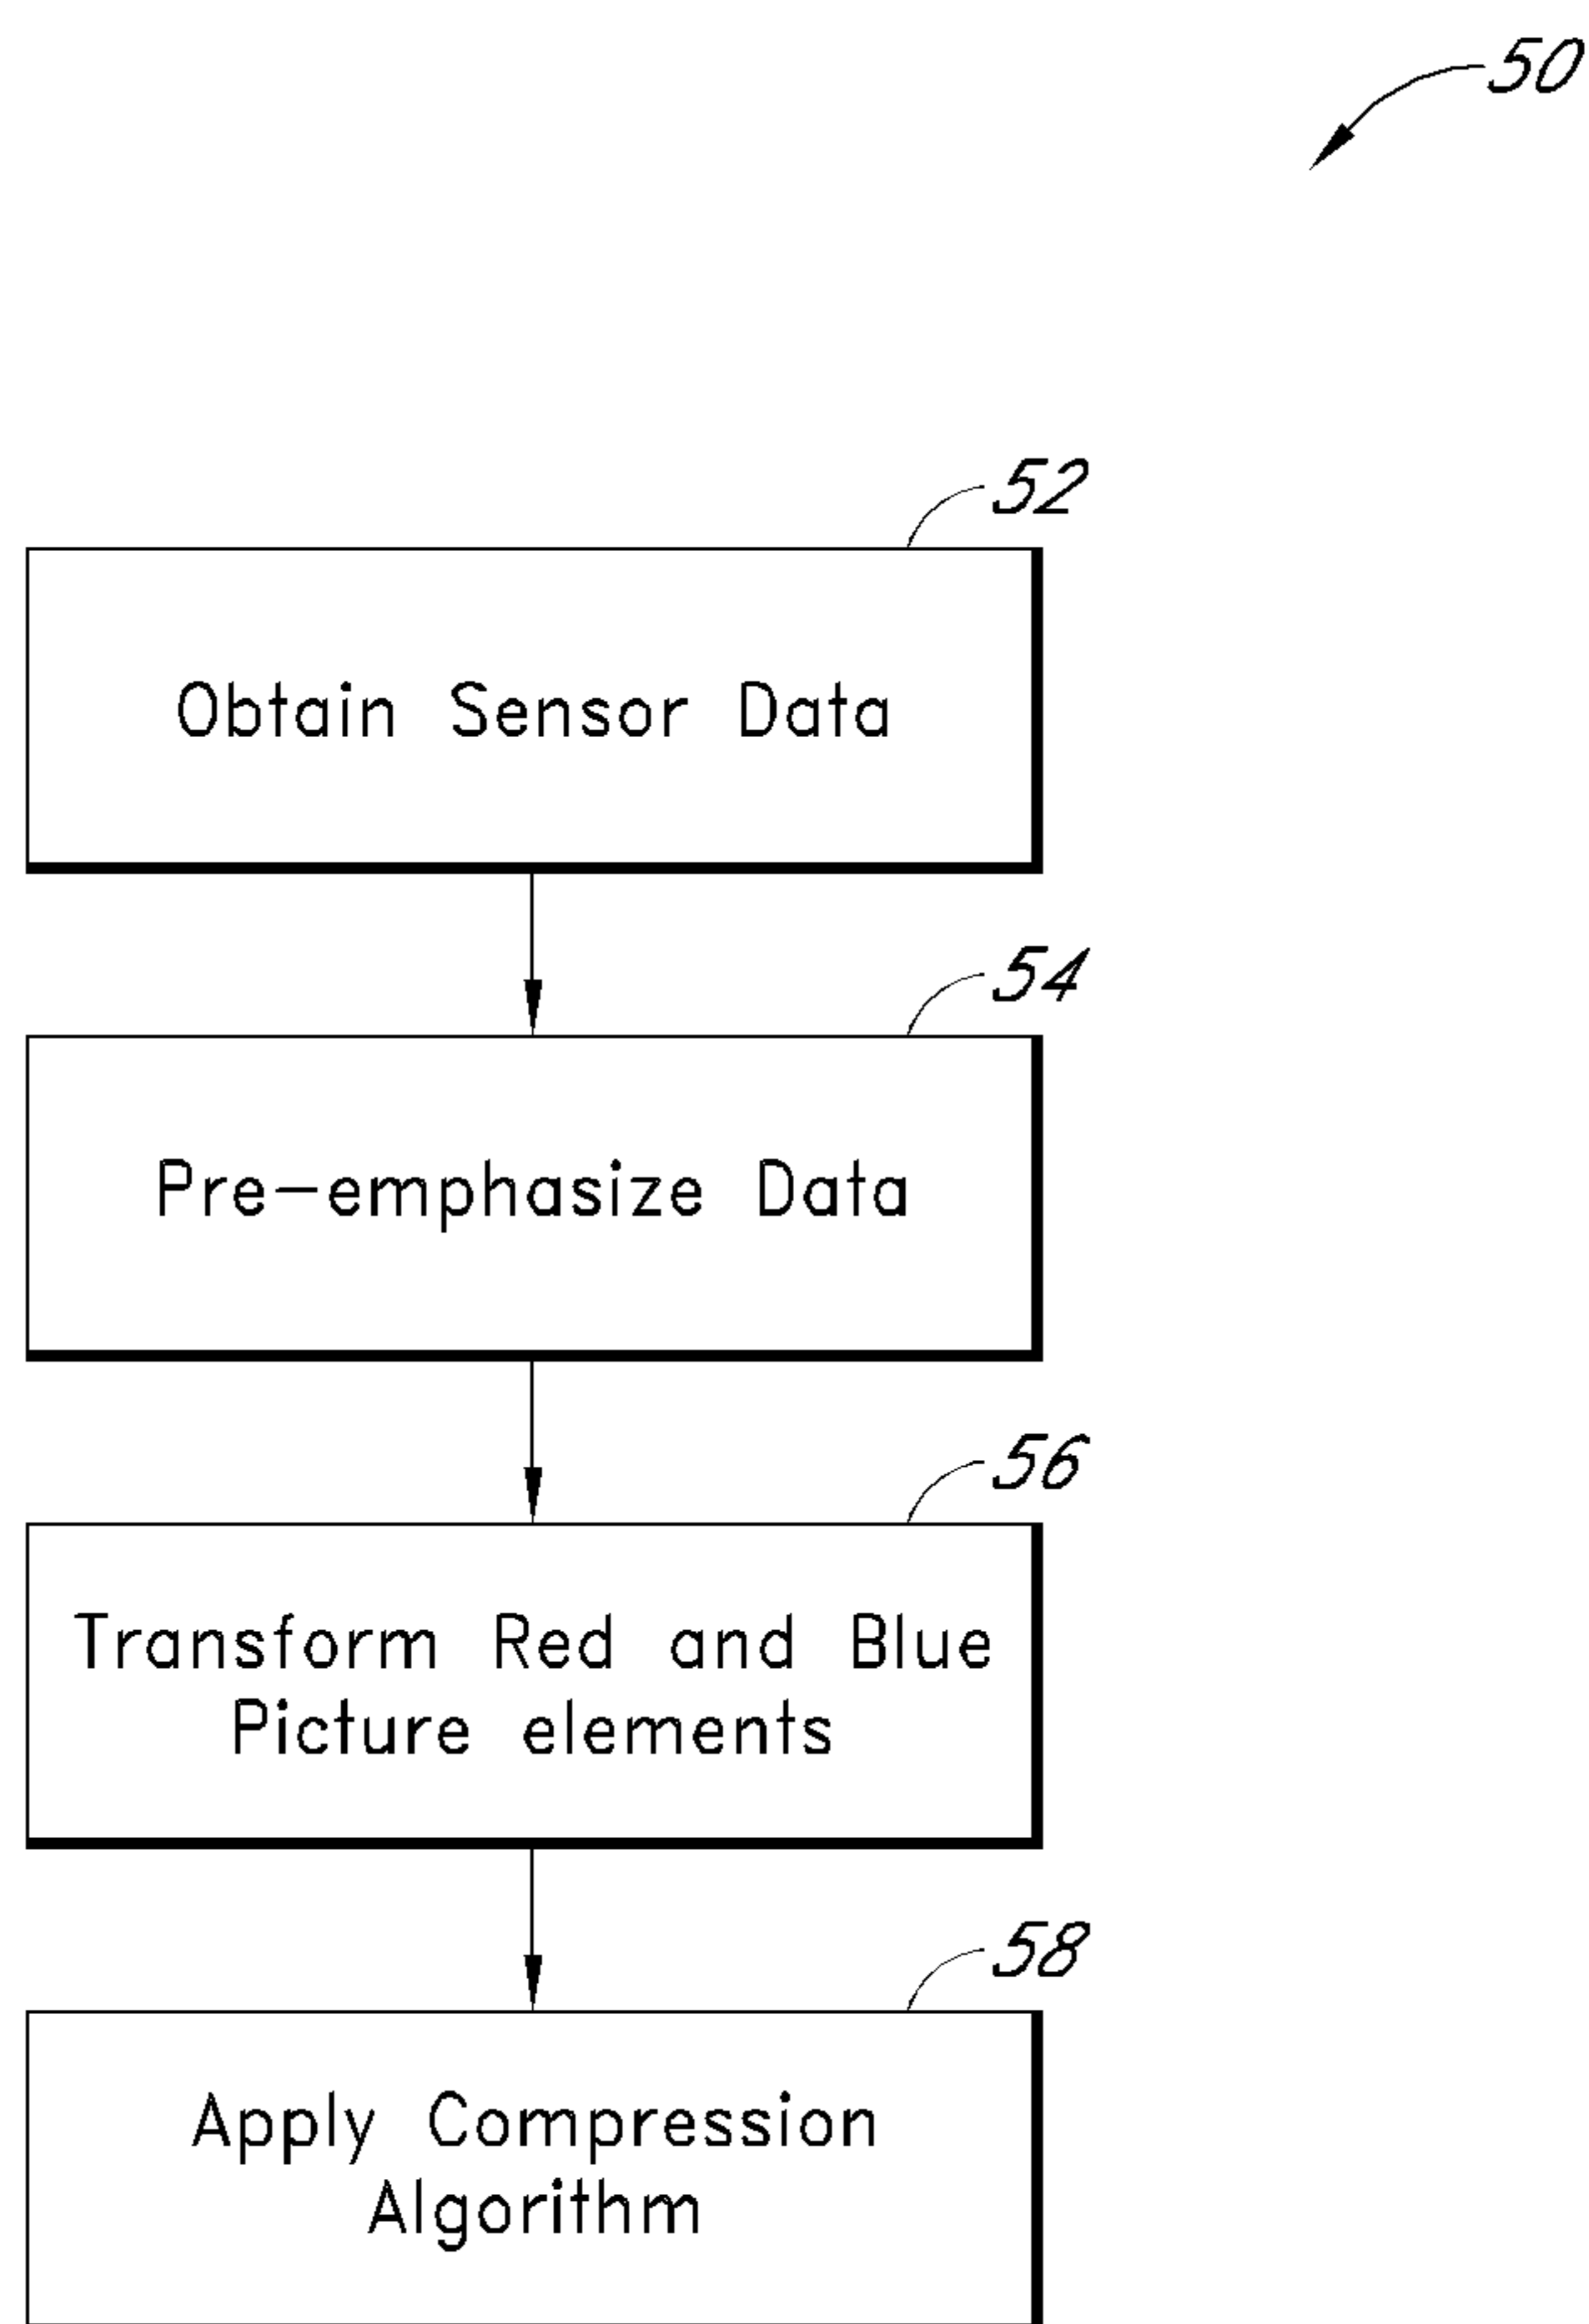 50
52
Obtain Sensor Data
54
Pre-emphasize Data
56
Transform Red and Blue
Picture elements
58
Apply Compression
Algorithm